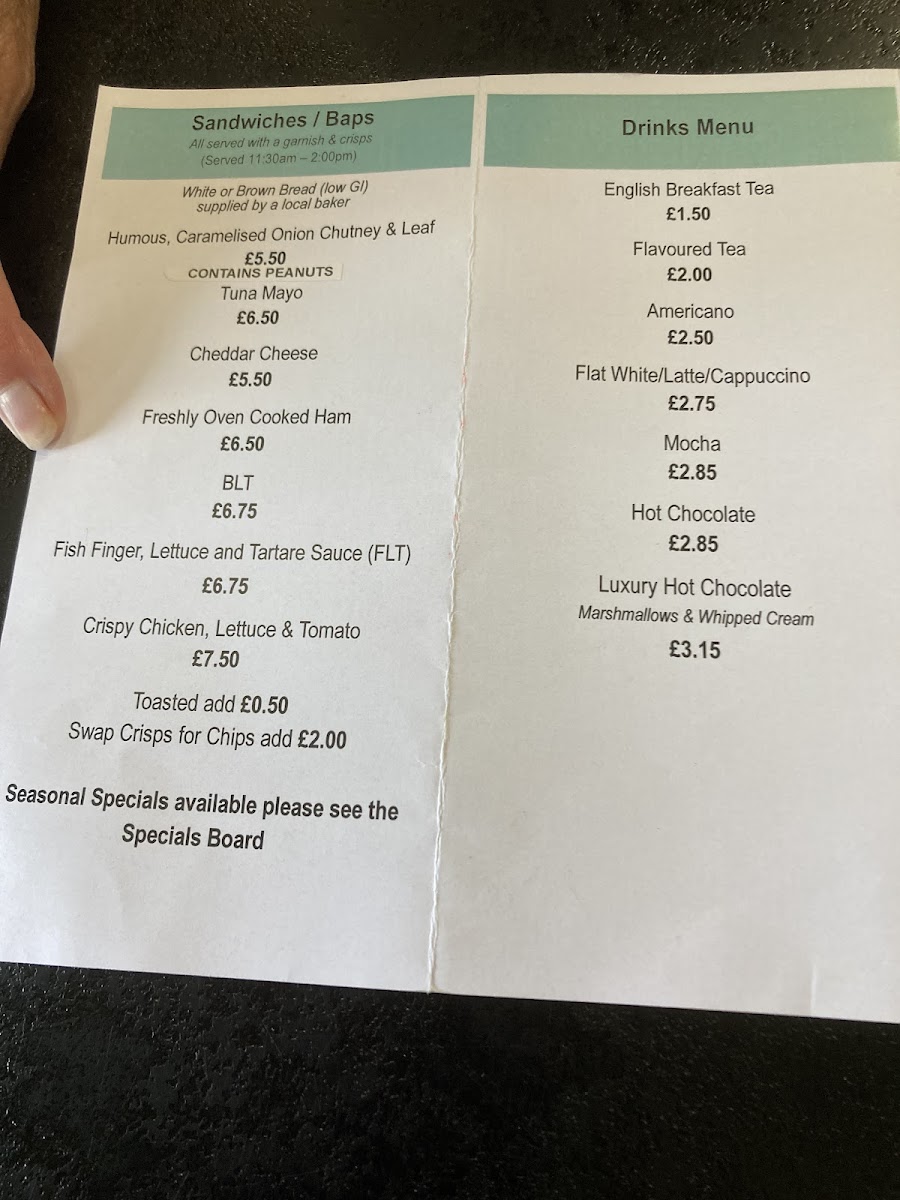 Sandwiches / Baps
All served with a garnish & crisps
(Served 11:30am – 2:00pm)
White or Brown Bread (low GI)
supplied by a local baker
Humous, Caramelised Onion Chutney & Leaf
£5.50
CONTAINS PEANUTS
Tuna Mayo
£6.50
Cheddar Cheese
£5.50
Freshly Oven Cooked Ham
£6.50
BLT
£6.75
Fish Finger, Lettuce and Tartare Sauce (FLT)
£6.75
Crispy Chicken, Lettuce & Tomato
£7.50
Toasted add £0.50
Swap Crisps for Chips add £2.00
Seasonal Specials available please see the
Specials Board
Drinks Menu
English Breakfast Tea
£1.50
Flavoured Tea
£2.00
Americano
£2.50
Flat White/Latte/Cappuccino
£2.75
Mocha
£2.85
Hot Chocolate
£2.85
Luxury Hot Chocolate
Marshmallows & Whipped Cream
£3.15